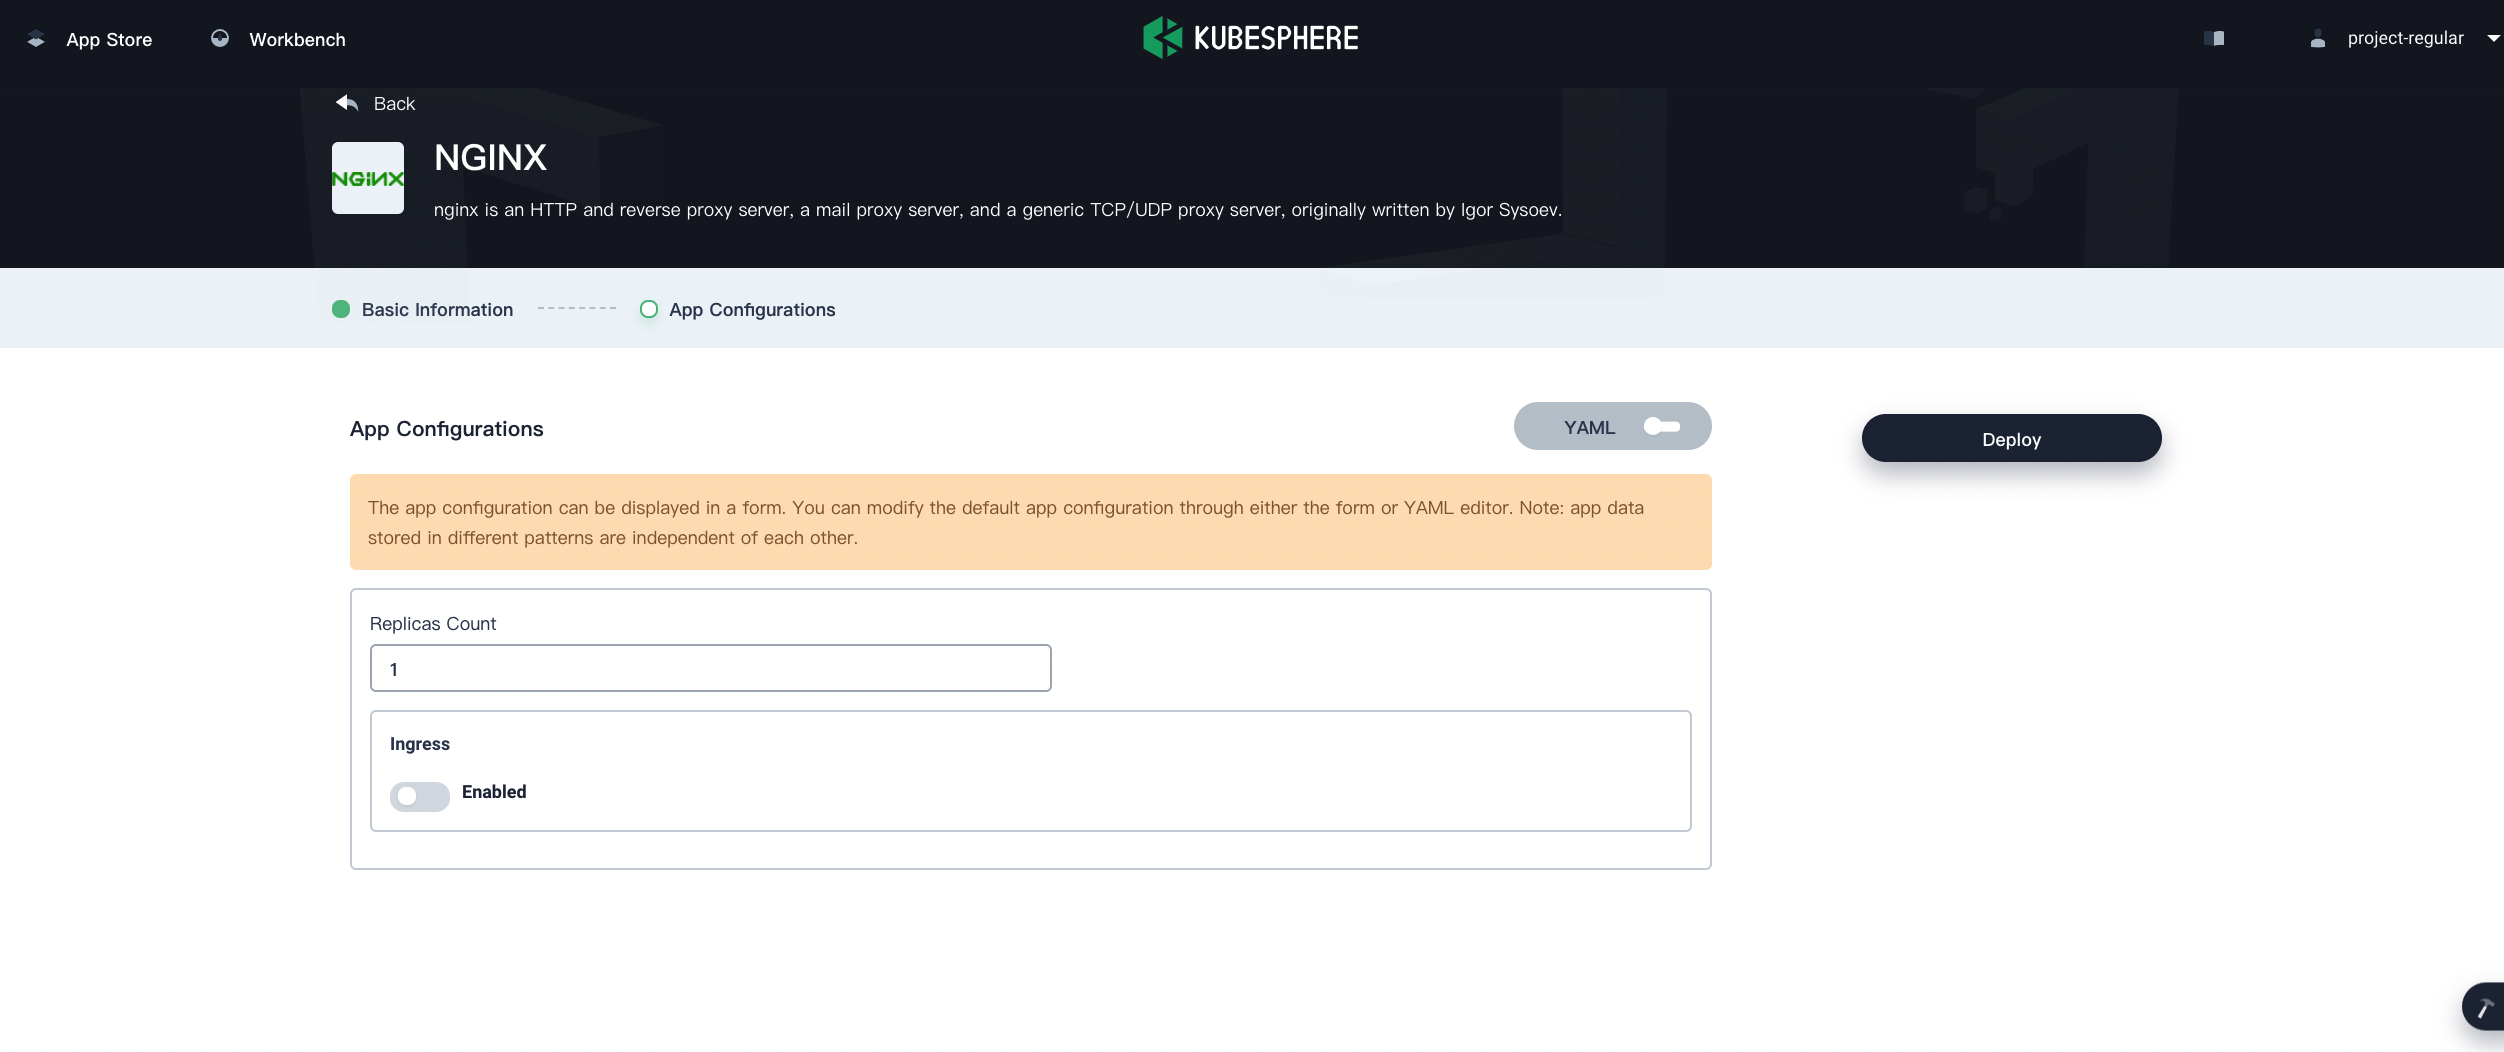 App Store
Workbench
KUBESPHERE
project-regular
Back
NGINX
NGINX
nginx is an HTTP and reverse proxy server, a mail proxy server, and a generic TCP/UDP proxy server, originally written by Igor Sysoev.
Basic Information
App Configurations
App Configurations
YAML
Deploy
The app configuration can be displayed in a form. You can modify the default app configuration through either the form or YAML editor. Note: app data
stored in different patterns are independent of each other.
Replicas Count
1
Ingress
Enabled